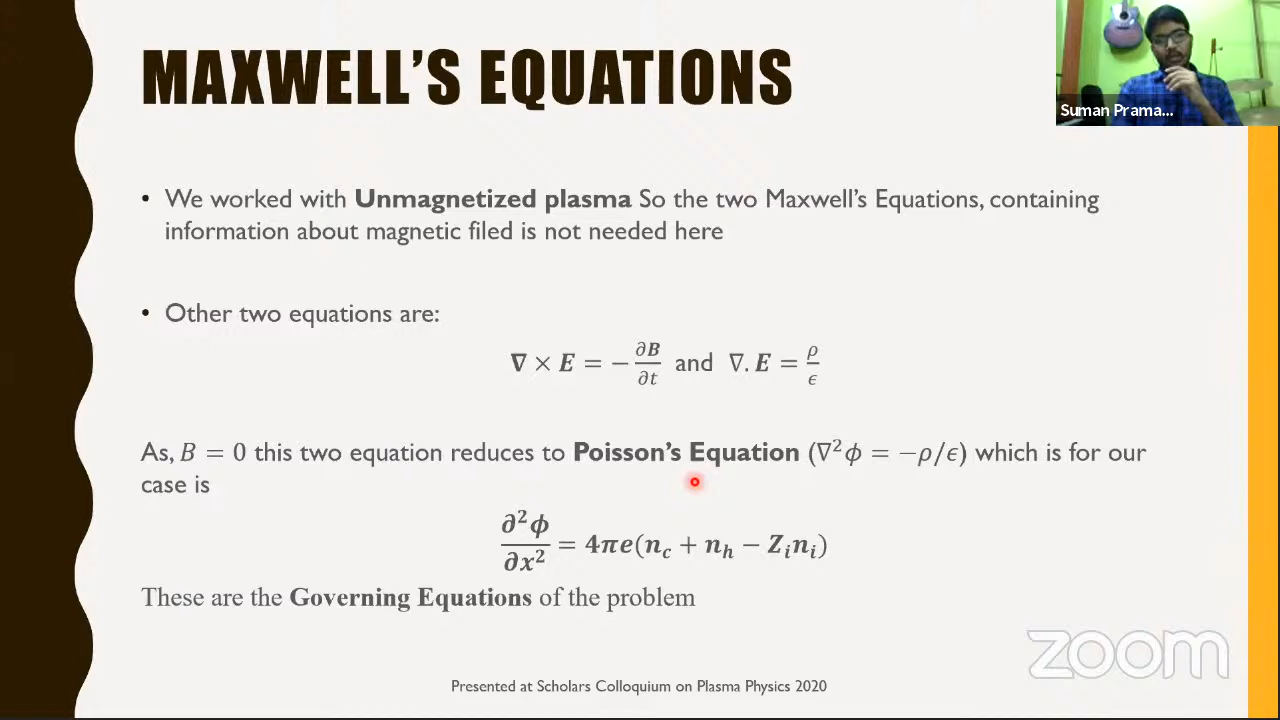 MAXWELL'S EQUATIONS
Suman Prama...
• We worked with Unmagnetized plasma So the two Maxwell's Equations, containing
information about magnetic filed is not needed here
• Other two equations are:
∇ × E = −∂B/∂t and ∇. E = ρ/ϵ
As, B = 0 this two equation reduces to Poisson's Equation (∇²ϕ = −ρ/ϵ) which is for our
case is
∂²ϕ/∂x² = 4πe(n_c + n_h − Z_i n_i)
These are the Governing Equations of the problem
zoom
Presented at Scholars Colloquium on Plasma Physics 2020